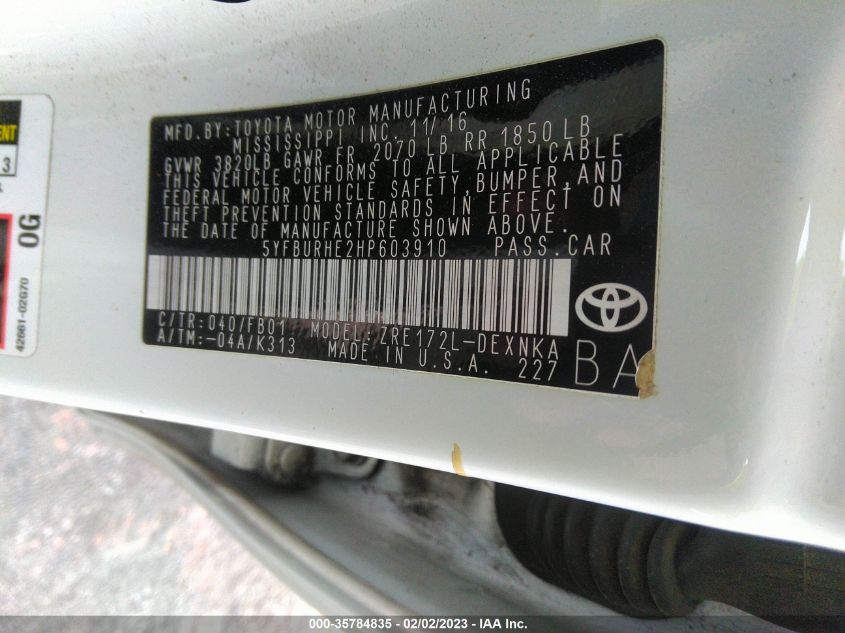 MFD. BY: TOYOTA MOTOR MANUFACTURING
MISSISSIPPI INC. 11/16
GVWR 3820LB GAWR FR 2070 LB RR 1850 LB
THIS VEHICLE CONFORMS TO ALL APPLICABLE
FEDERAL MOTOR VEHICLE SAFETY, BUMPER, AND
THEFT PREVENTION STANDARDS IN EFFECT ON
THE DATE OF MANUFACTURE SHOWN ABOVE.
5YFBURHE2HP603910 PASS. CAR
C/TR: 040/FB01 MODEL: ZRE172L-DEXNKA
A/TM: -04A/K313 MADE IN U.S.A. 227
BA
3
0G
42661-02G70
000-35784835 - 02/02/2023 - IAA Inc.